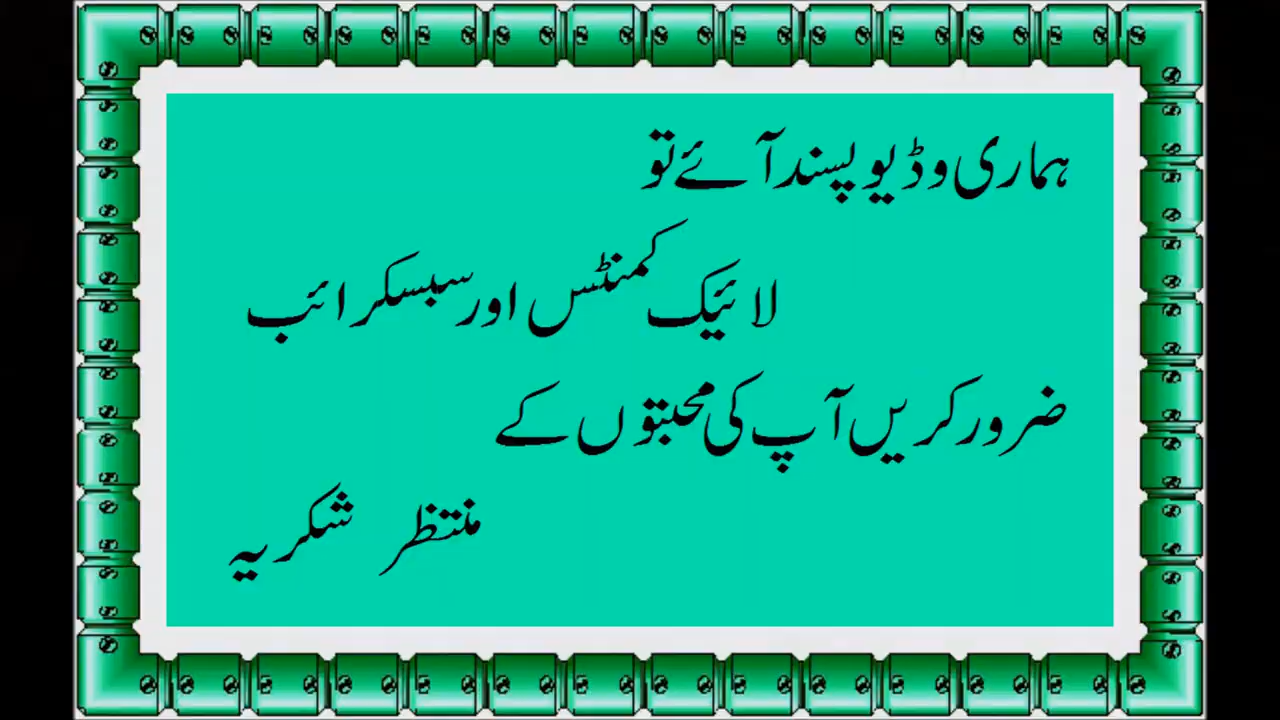 ہماری وڈیو پسند آئے تو
لائیک کمنٹس اور سبسکرائب
ضرور کریں آپ کی محبتوں کے
منتظر شکریہ